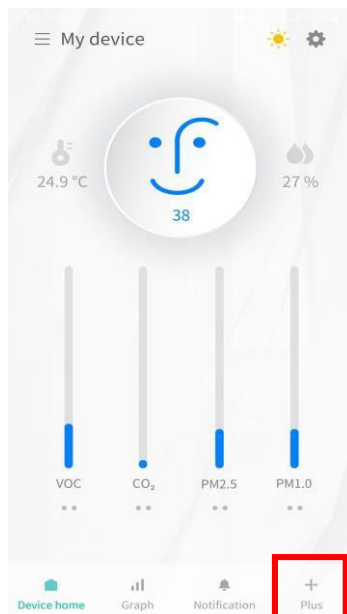 My device
24.9 °C
27 %
38
VOC
CO₂
PM2.5
PM1.0
Device home
Graph
Notification
Plus